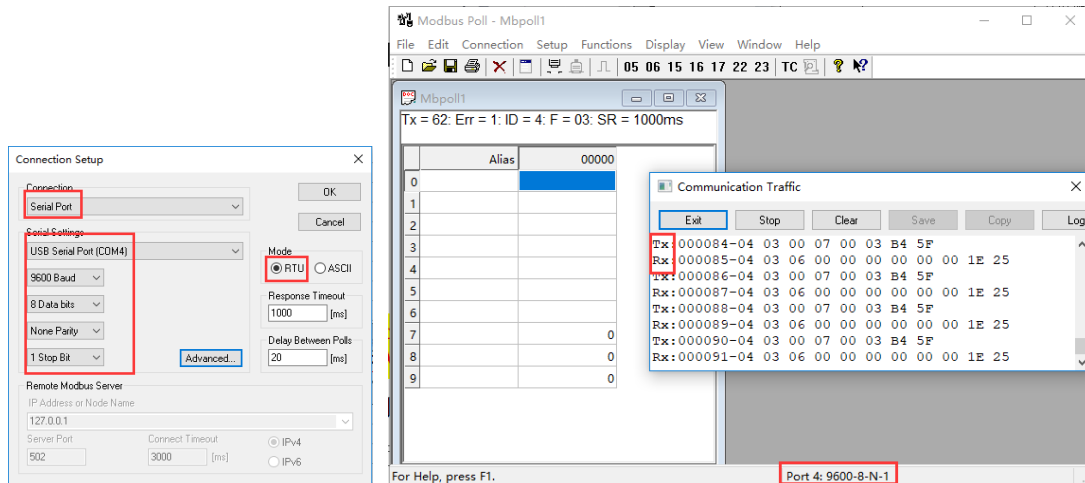 Connection Setup
Connection
Serial Port
OK
Cancel
Serial Settings
USB Serial Port (COM4)
9600 Baud
8 Data bits
None Parity
1 Stop Bit
Advanced...
Mode
RTU
ASCII
Response Timeout
1000 [ms]
Delay Between Polls
20 [ms]
Remote Modbus Server
IP Address or Node Name
127.0.0.1
Server Port
Connect Timeout
502
3000 [ms]
IPv4
IPv6
Modbus Poll - Mbpoll1
File Edit Connection Setup Functions Display View Window Help
05 06 15 16 17 22 23 TC
Mbpoll1
Tx = 62: Err = 1: ID = 4: F = 03: SR = 1000ms
Alias 00000
0
1
2
3
4
5
6
7 0
8 0
9 0
Communication Traffic
Exit Stop Clear Save Copy Log
Tx:000084-04 03 00 07 00 03 B4 5F
Rx:000085-04 03 06 00 00 00 00 00 00 1E 25
Tx:000086-04 03 00 07 00 03 B4 5F
Rx:000087-04 03 06 00 00 00 00 00 00 1E 25
Tx:000088-04 03 00 07 00 03 B4 5F
Rx:000089-04 03 06 00 00 00 00 00 00 1E 25
Tx:000090-04 03 00 07 00 03 B4 5F
Rx:000091-04 03 06 00 00 00 00 00 00 1E 25
For Help, press F1.
Port 4: 9600-8-N-1